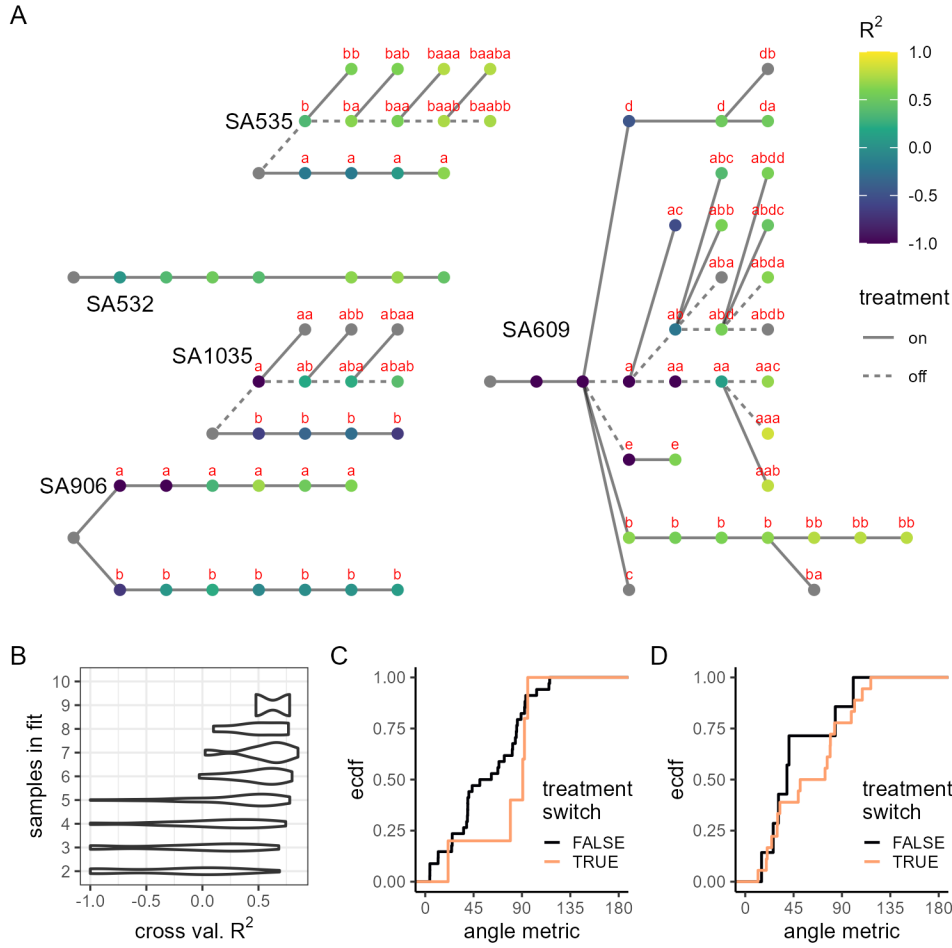 A
R²
1.0
0.5
0.0
-0.5
-1.0
treatment
on
off
bb bab baaa baaba
SA535 b ba baa baab baabb
a a a a
SA532
aa abb abaa
SA1035 a ab aba abab
b b b b
SA906 a a a a a a
b b b b b b b
db
d d da
abc abdd
ac abb abdc
aba abda
SA609 ab abd abdb
a aa aa aac
aaa
e e aab
b b b b bb bb bb
c ba
B
samples in fit
10
9
8
7
6
5
4
3
2
-1.0 -0.5 0.0 0.5
cross val. R²
C
ecdf
1.00
0.75
0.50
0.25
0.00
treatment
switch
FALSE
TRUE
0 45 90 135 180
angle metric
D
ecdf
1.00
0.75
0.50
0.25
0.00
treatment
switch
FALSE
TRUE
0 45 90 135 180
angle metric